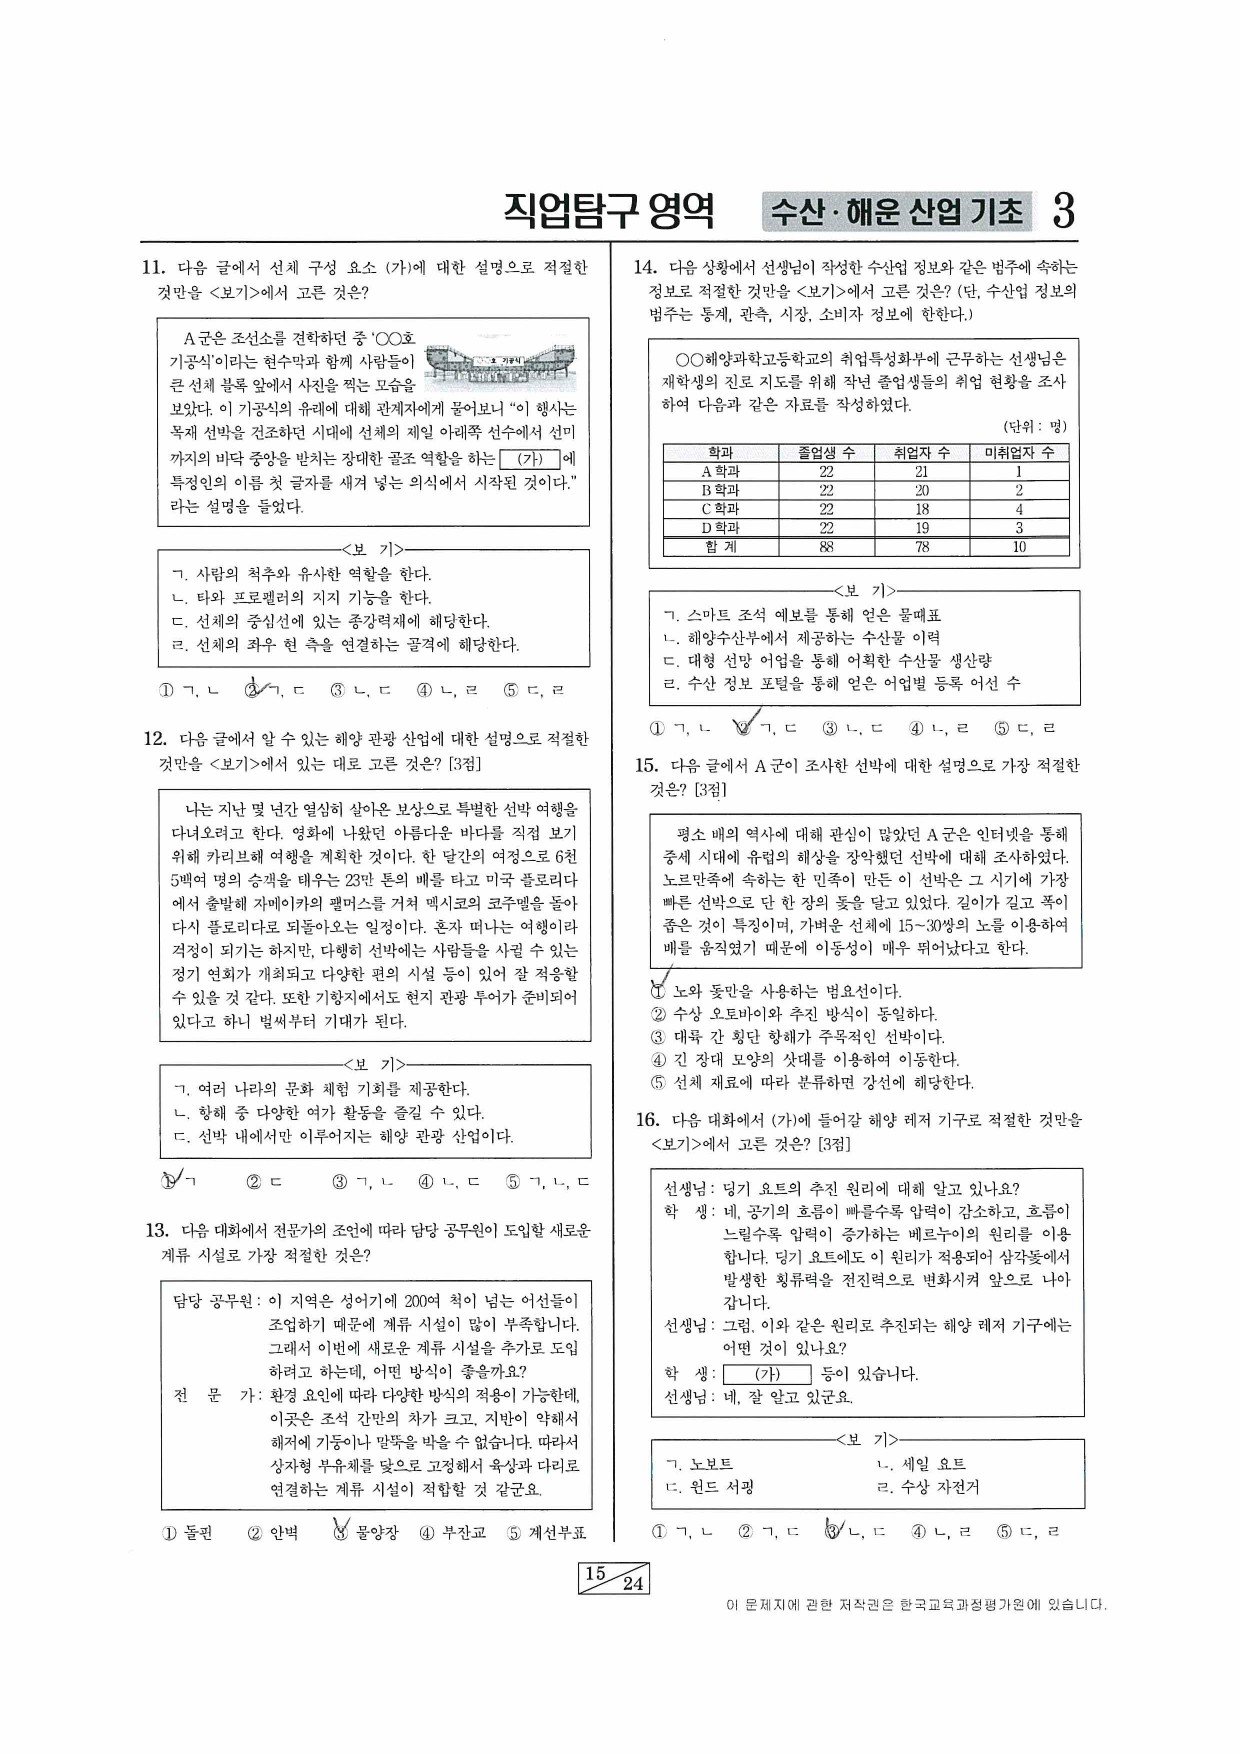 직업탐구 영역 수산·해운 산업 기초 3
11. 다음 글에서 선체 구성 요소 (가)에 대한 설명으로 적절한
것만을 <보기>에서 고른 것은?
A군은 조선소를 견학하던 중 ‘○○호
기공식’이라는 현수막과 함께 사람들이
큰 선체 블록 앞에서 사진을 찍는 모습을
보았다. 이 기공식의 유래에 대해 관계자에게 물어보니 “이 행사는
목재 선박을 건조하던 시대에 선체의 제일 아래쪽 선수에서 선미
까지의 바닥 중앙을 받치는 장대한 골조 역할을 하는 (가) 에
특정인의 이름 첫 글자를 새겨 넣는 의식에서 시작된 것이다.”
라는 설명을 들었다.
호 기공식
<보 기>
ㄱ. 사람의 척추와 유사한 역할을 한다.
ㄴ. 타와 프로펠러의 지지 기능을 한다.
ㄷ. 선체의 중심선에 있는 종강력재에 해당한다.
ㄹ. 선체의 좌우 현 측을 연결하는 골격에 해당한다.
① ㄱ, ㄴ ② ㄱ, ㄷ ③ ㄴ, ㄷ ④ ㄴ, ㄹ ⑤ ㄷ, ㄹ
12. 다음 글에서 알 수 있는 해양 관광 산업에 대한 설명으로 적절한
것만을 <보기>에서 있는 대로 고른 것은? [3점]
나는 지난 몇 년간 열심히 살아온 보상으로 특별한 선박 여행을
다녀오려고 한다. 영화에 나왔던 아름다운 바다를 직접 보기
위해 카리브해 여행을 계획한 것이다. 한 달간의 여정으로 6천
5백여 명의 승객을 태우는 23만 톤의 배를 타고 미국 플로리다
에서 출발해 자메이카의 팰머스를 거쳐 멕시코의 코주멜을 돌아
다시 플로리다로 되돌아오는 일정이다. 혼자 떠나는 여행이라
걱정이 되기는 하지만, 다행히 선박에는 사람들을 사귈 수 있는
정기 연회가 개최되고 다양한 편의 시설 등이 있어 잘 적응할
수 있을 것 같다. 또한 기항지에서도 현지 관광 투어가 준비되어
있다고 하니 벌써부터 기대가 된다.
<보 기>
ㄱ. 여러 나라의 문화 체험 기회를 제공한다.
ㄴ. 항해 중 다양한 여가 활동을 즐길 수 있다.
ㄷ. 선박 내에서만 이루어지는 해양 관광 산업이다.
① ㄱ ② ㄷ ③ ㄱ, ㄴ ④ ㄴ, ㄷ ⑤ ㄱ, ㄴ, ㄷ
13. 다음 대화에서 전문가의 조언에 따라 담당 공무원이 도입할 새로운
계류 시설로 가장 적절한 것은?
담당 공무원 : 이 지역은 성어기에 200여 척이 넘는 어선들이
조업하기 때문에 계류 시설이 많이 부족합니다.
그래서 이번에 새로운 계류 시설을 추가로 도입
하려고 하는데, 어떤 방식이 좋을까요?
전 문 가 : 환경 요인에 따라 다양한 방식의 적용이 가능한데,
이곳은 조석 간만의 차가 크고, 지반이 약해서
해저에 기둥이나 말뚝을 박을 수 없습니다. 따라서
상자형 부유체를 닻으로 고정해서 육상과 다리로
연결하는 계류 시설이 적합할 것 같군요.
① 돌핀 ② 안벽 ③ 물양장 ④ 부잔교 ⑤ 계선부표
14. 다음 상황에서 선생님이 작성한 수산업 정보와 같은 범주에 속하는
정보로 적절한 것만을 <보기>에서 고른 것은? (단, 수산업 정보의
범주는 통계, 관측, 시장, 소비자 정보에 한한다.)
○○해양과학고등학교의 취업특성화부에 근무하는 선생님은
재학생의 진로 지도를 위해 작년 졸업생들의 취업 현황을 조사
하여 다음과 같은 자료를 작성하였다.
(단위 : 명)
학과 졸업생 수 취업자 수 미취업자 수
A학과 22 21 1
B학과 22 20 2
C학과 22 18 4
D학과 22 19 3
합 계 88 78 10
<보 기>
ㄱ. 스마트 조석 예보를 통해 얻은 물때표
ㄴ. 해양수산부에서 제공하는 수산물 이력
ㄷ. 대형 선망 어업을 통해 어획한 수산물 생산량
ㄹ. 수산 정보 포털을 통해 얻은 어업별 등록 어선 수
① ㄱ, ㄴ ② ㄱ, ㄷ ③ ㄴ, ㄷ ④ ㄴ, ㄹ ⑤ ㄷ, ㄹ
15. 다음 글에서 A군이 조사한 선박에 대한 설명으로 가장 적절한
것은? [3점]
평소 배의 역사에 대해 관심이 많았던 A군은 인터넷을 통해
중세 시대에 유럽의 해상을 장악했던 선박에 대해 조사하였다.
노르만족에 속하는 한 민족이 만든 이 선박은 그 시기에 가장
빠른 선박으로 단 한 장의 돛을 달고 있었다. 길이가 길고 폭이
좁은 것이 특징이며, 가벼운 선체에 15~30쌍의 노를 이용하여
배를 움직였기 때문에 이동성이 매우 뛰어났다고 한다.
① 노와 돛만을 사용하는 범요선이다.
② 수상 오토바이와 추진 방식이 동일하다.
③ 대륙 간 횡단 항해가 주목적인 선박이다.
④ 긴 장대 모양의 삿대를 이용하여 이동한다.
⑤ 선체 재료에 따라 분류하면 강선에 해당한다.
16. 다음 대화에서 (가)에 들어갈 해양 레저 기구로 적절한 것만을
<보기>에서 고른 것은? [3점]
선생님 : 딩기 요트의 추진 원리에 대해 알고 있나요?
학 생 : 네, 공기의 흐름이 빠를수록 압력이 감소하고, 흐름이
느릴수록 압력이 증가하는 베르누이의 원리를 이용
합니다. 딩기 요트에도 이 원리가 적용되어 삼각돛에서
발생한 횡류력을 전진력으로 변화시켜 앞으로 나아
갑니다.
선생님 : 그럼, 이와 같은 원리로 추진되는 해양 레저 기구에는
어떤 것이 있나요?
학 생 : (가) 등이 있습니다.
선생님 : 네, 잘 알고 있군요.
<보 기>
ㄱ. 노보트 ㄴ. 세일 요트
ㄷ. 윈드 서핑 ㄹ. 수상 자전거
① ㄱ, ㄴ ② ㄱ, ㄷ ③ ㄴ, ㄷ ④ ㄴ, ㄹ ⑤ ㄷ, ㄹ
15/24
이 문제지에 관한 저작권은 한국교육과정평가원에 있습니다.